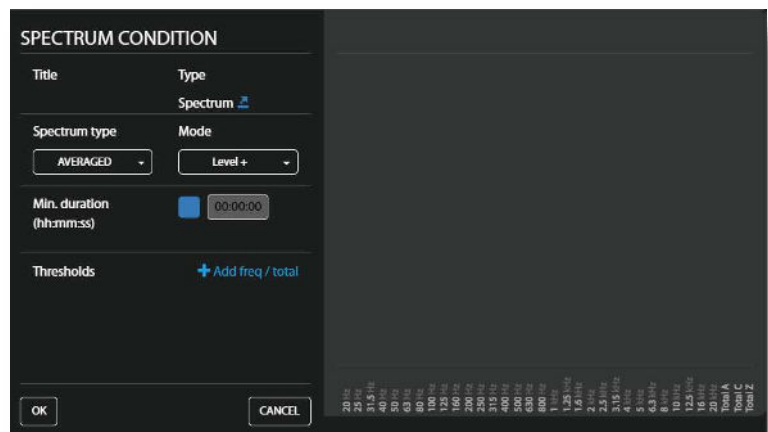 SPECTRUM CONDITION
Title Type
Spectrum
Spectrum type Mode
AVERAGED Level +
Min. duration
(hh:mm:ss)
00:00:00
Thresholds + Add freq / total
OK CANCEL
20 Hz
25 Hz
31.5 Hz
40 Hz
50 Hz
63 Hz
80 Hz
100 Hz
125 Hz
160 Hz
200 Hz
250 Hz
315 Hz
400 Hz
500 Hz
630 Hz
800 Hz
1 kHz
1.25 kHz
1.6 kHz
2 kHz
2.5 kHz
3.15 kHz
4 kHz
5 kHz
6.3 kHz
8 kHz
10 kHz
12.5 kHz
16 kHz
20 kHz
Total A
Total C
Total Z